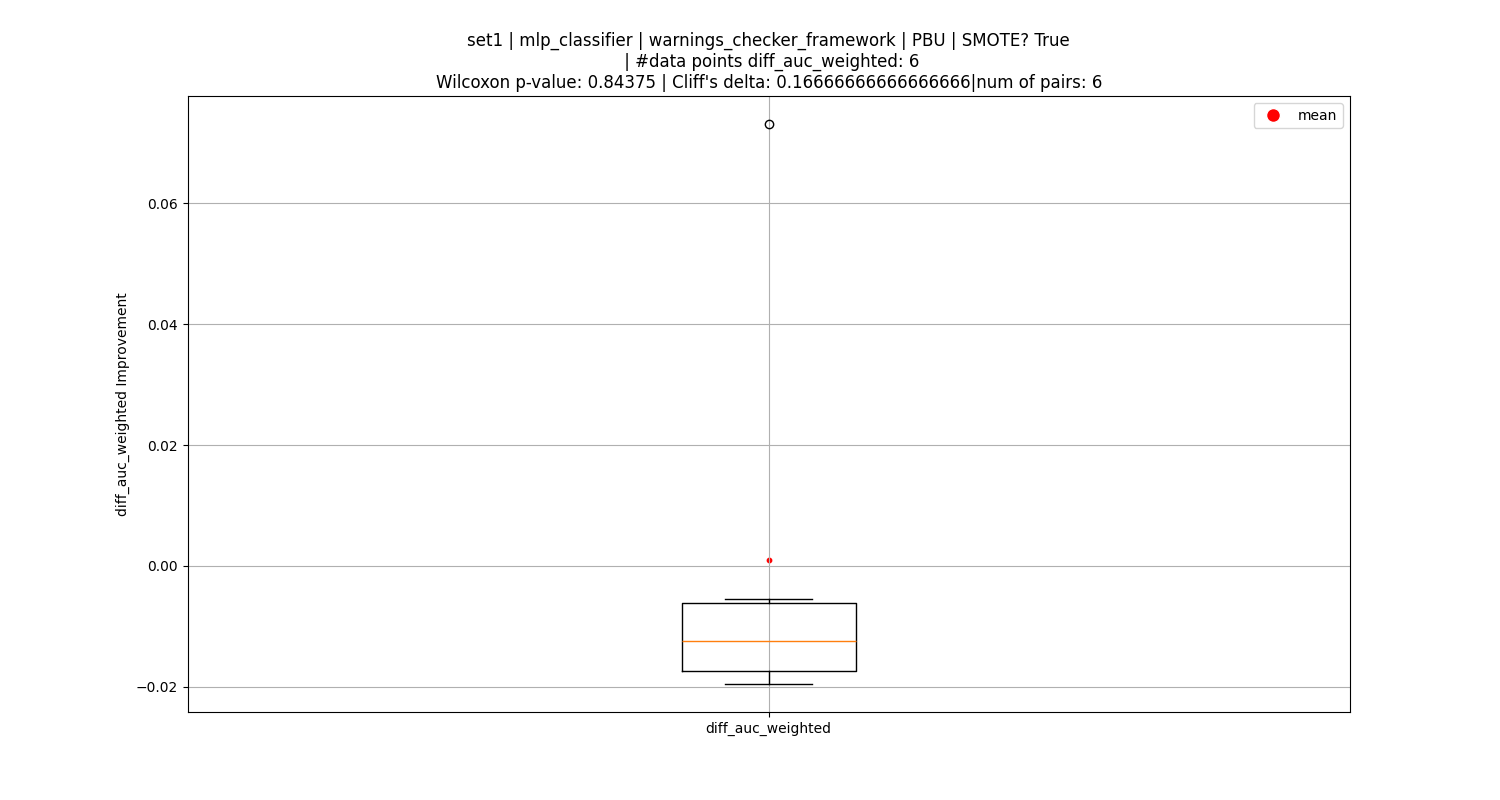 set1 | mlp_classifier | warnings_checker_framework | PBU | SMOTE? True
| #data points diff_auc_weighted: 6
Wilcoxon p-value: 0.84375 | Cliff's delta: 0.16666666666666666|num of pairs: 6
mean
0.06
0.04
0.02
0.00
−0.02
diff_auc_weighted Improvement
diff_auc_weighted